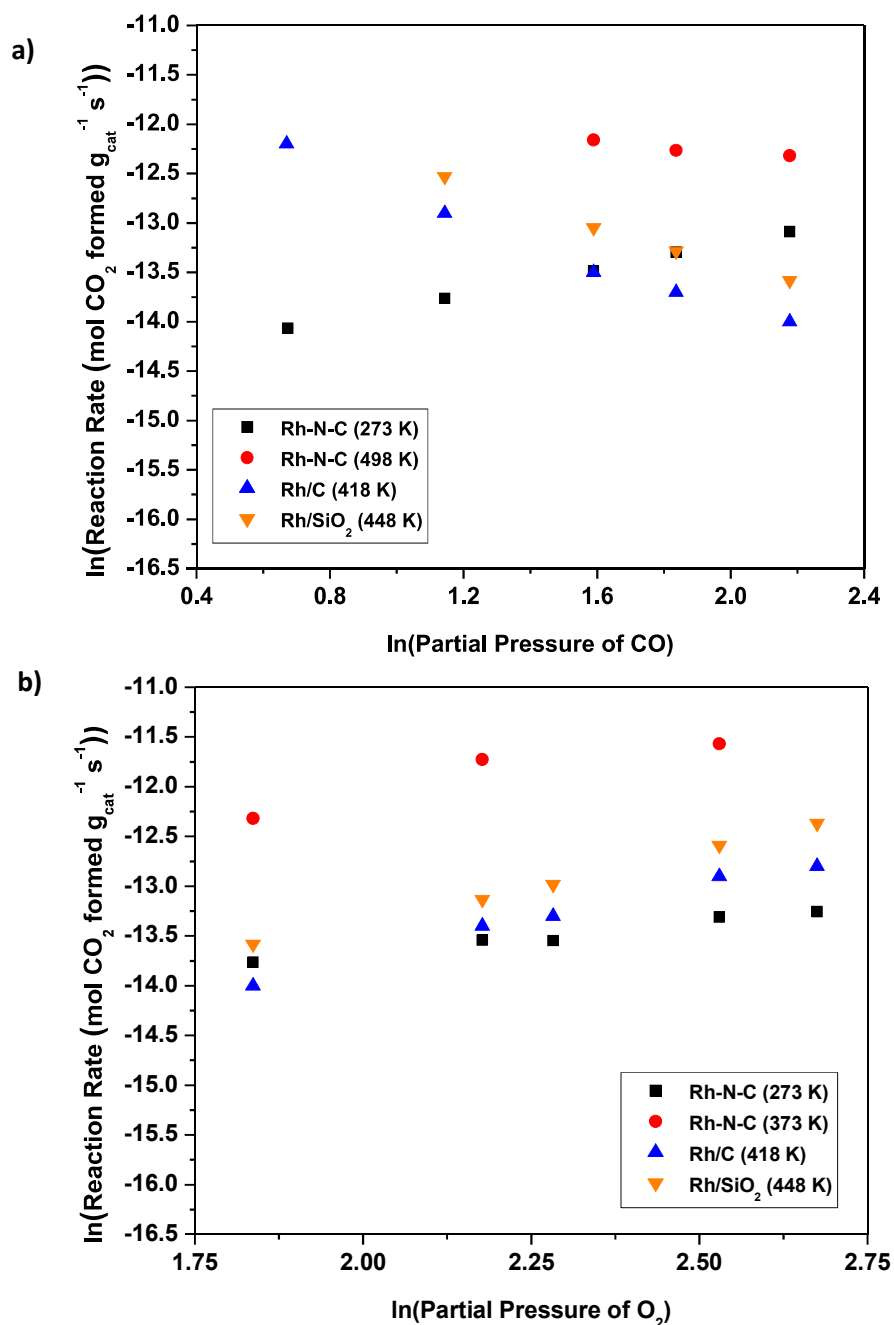 a)
-11.0
-11.5
-12.0
-12.5
-13.0
-13.5
-14.0
-14.5
-15.0
-15.5
-16.0
-16.5
ln(Reaction Rate (mol CO₂ formed g_cat⁻¹ s⁻¹))
Rh-N-C (273 K)
Rh-N-C (498 K)
Rh/C (418 K)
Rh/SiO₂ (448 K)
0.4 0.8 1.2 1.6 2.0 2.4
ln(Partial Pressure of CO)
b)
-11.0
-11.5
-12.0
-12.5
-13.0
-13.5
-14.0
-14.5
-15.0
-15.5
-16.0
-16.5
ln(Reaction Rate (mol CO₂ formed g_cat⁻¹ s⁻¹))
Rh-N-C (273 K)
Rh-N-C (373 K)
Rh/C (418 K)
Rh/SiO₂ (448 K)
1.75 2.00 2.25 2.50 2.75
ln(Partial Pressure of O₂)